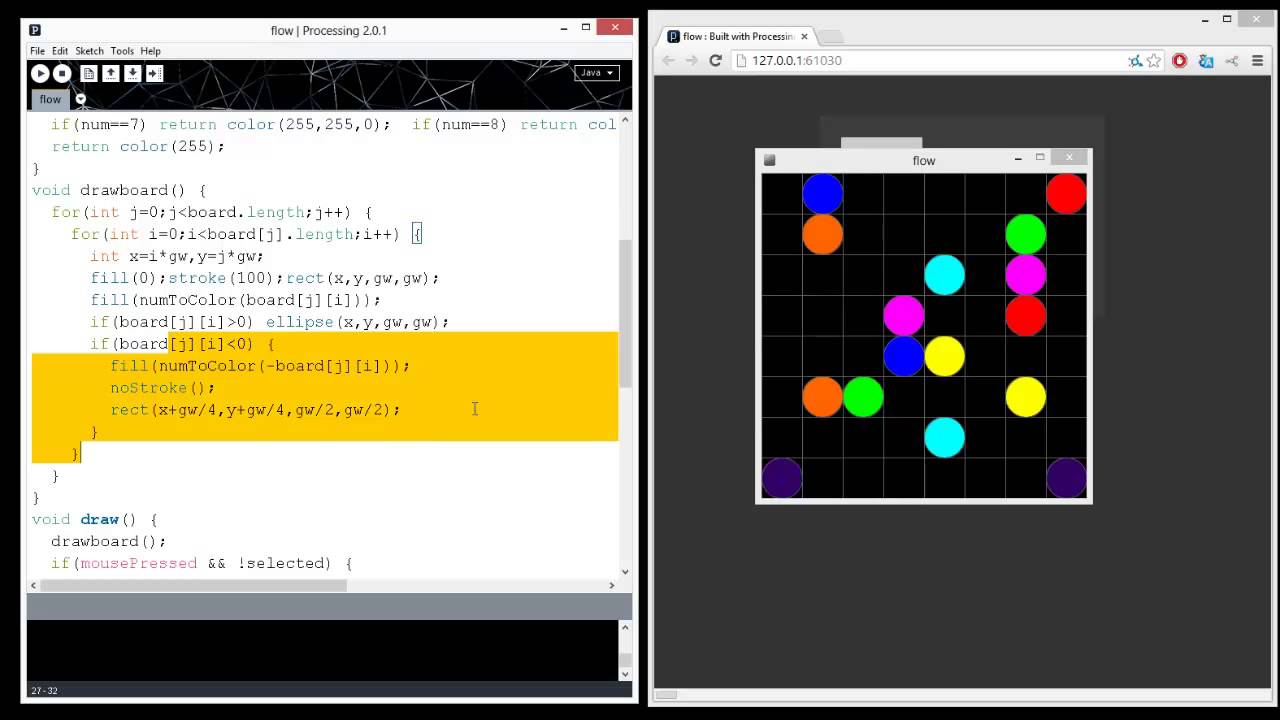 flow | Processing 2.0.1
File Edit Sketch Tools Help
Java
flow
if(num==7) return color(255,255,0);  if(num==8) return col
return color(255);
}
void drawboard() {
for(int j=0;j<board.length;j++) {
for(int i=0;i<board[j].length;i++) {
int x=i*gw,y=j*gw;
fill(0);stroke(100);rect(x,y,gw,gw);
fill(numToColor(board[j][i]));
if(board[j][i]>0) ellipse(x,y,gw,gw);
if(board[j][i]<0) {
fill(numToColor(-board[j][i]));
noStroke();
rect(x+gw/4,y+gw/4,gw/2,gw/2);
}
}
}
}
void draw() {
drawboard();
if(mousePressed && !selected) {
27-32
flow : Built with Processin
127.0.0.1:61030
flow